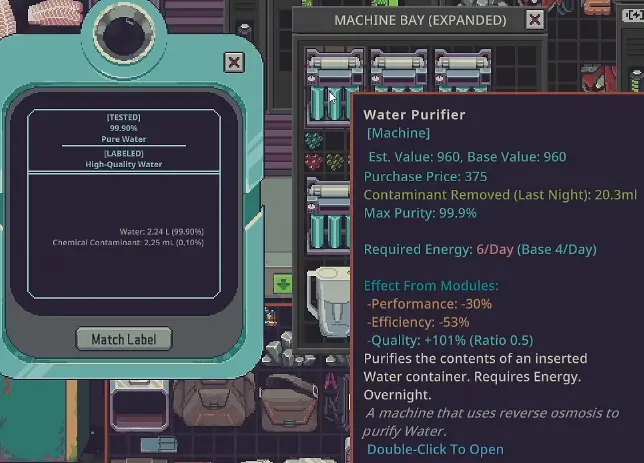 MACHINE BAY (EXPANDED)
[TESTED]
99.90%
Pure Water
[LABELED]
High-Quality Water
Water: 2.24 L (99.90%)
Chemical Contaminant: 2.25 mL (0.10%)
Match Label
Water Purifier
[Machine]
Est. Value: 960, Base Value: 960
Purchase Price: 375
Contaminant Removed (Last Night): 20.3ml
Max Purity: 99.9%
Required Energy: 6/Day (Base 4/Day)
Effect From Modules:
-Performance: -30%
-Efficiency: -53%
-Quality: +101% (Ratio 0.5)
Purifies the contents of an inserted
Water container. Requires Energy.
Overnight.
A machine that uses reverse osmosis to
purify Water.
Double-Click To Open